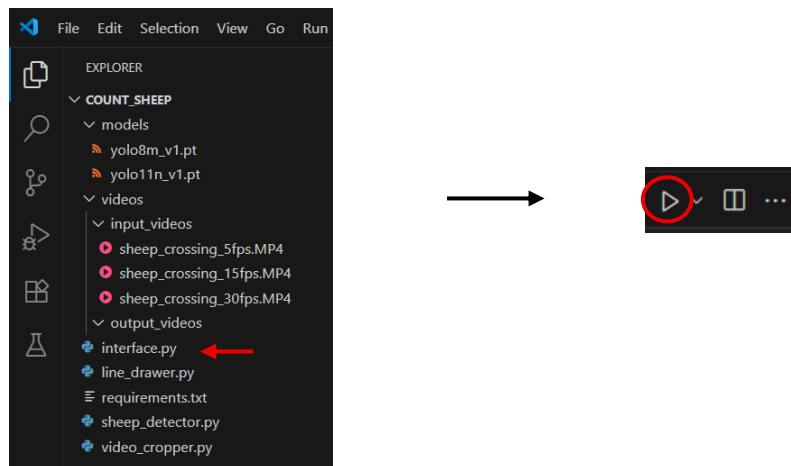 File Edit Selection View Go Run
EXPLORER
COUNT_SHEEP
models
yolo8m_v1.pt
yolo11n_v1.pt
videos
input_videos
sheep_crossing_5fps.MP4
sheep_crossing_15fps.MP4
sheep_crossing_30fps.MP4
output_videos
interface.py
line_drawer.py
requirements.txt
sheep_detector.py
video_cropper.py